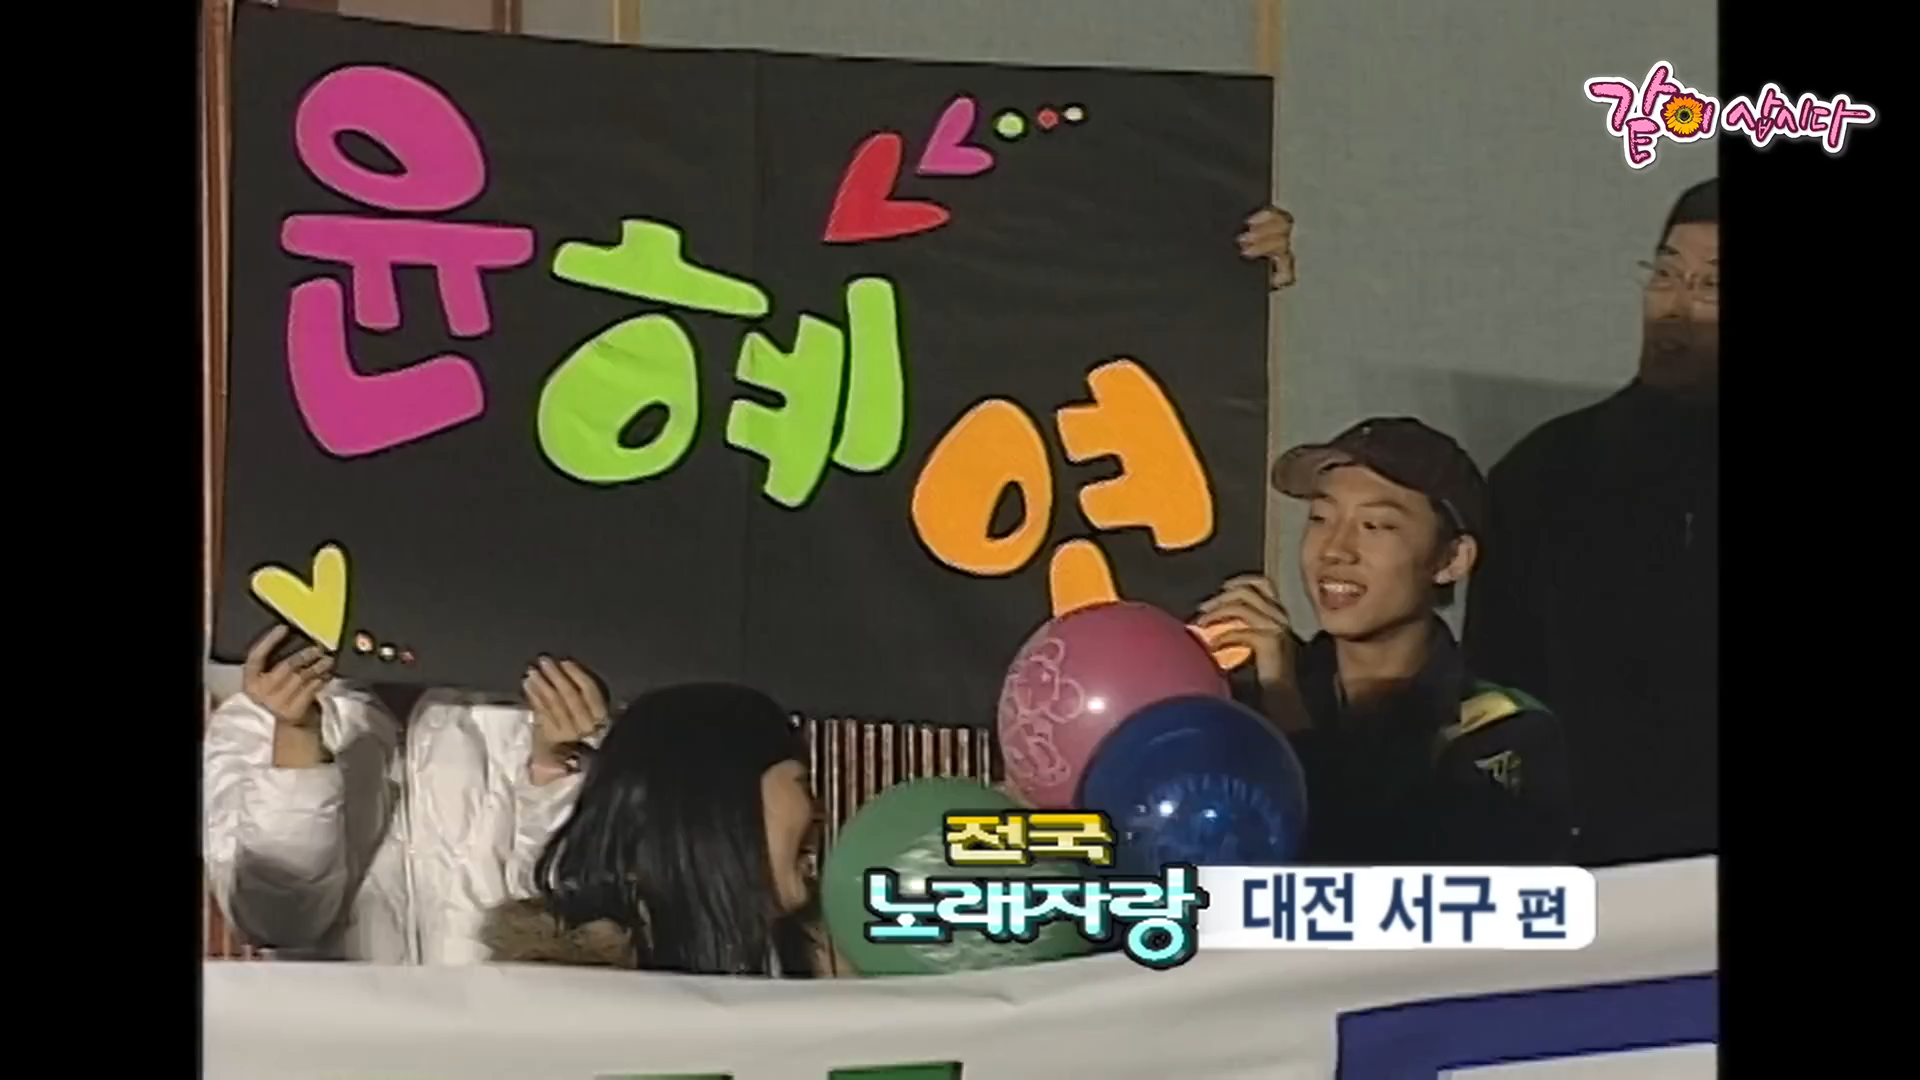 같이 삽시다
윤혜연
전국
노래자랑 대전 서구 편